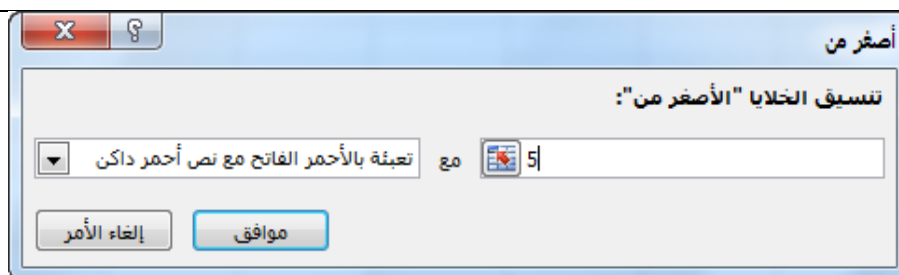 أصغر من
تنسيق الخلايا "الأصغر من":
5 مع تعبئة بالأحمر الفاتح مع نص أحمر داكن
موافق إلغاء الأمر